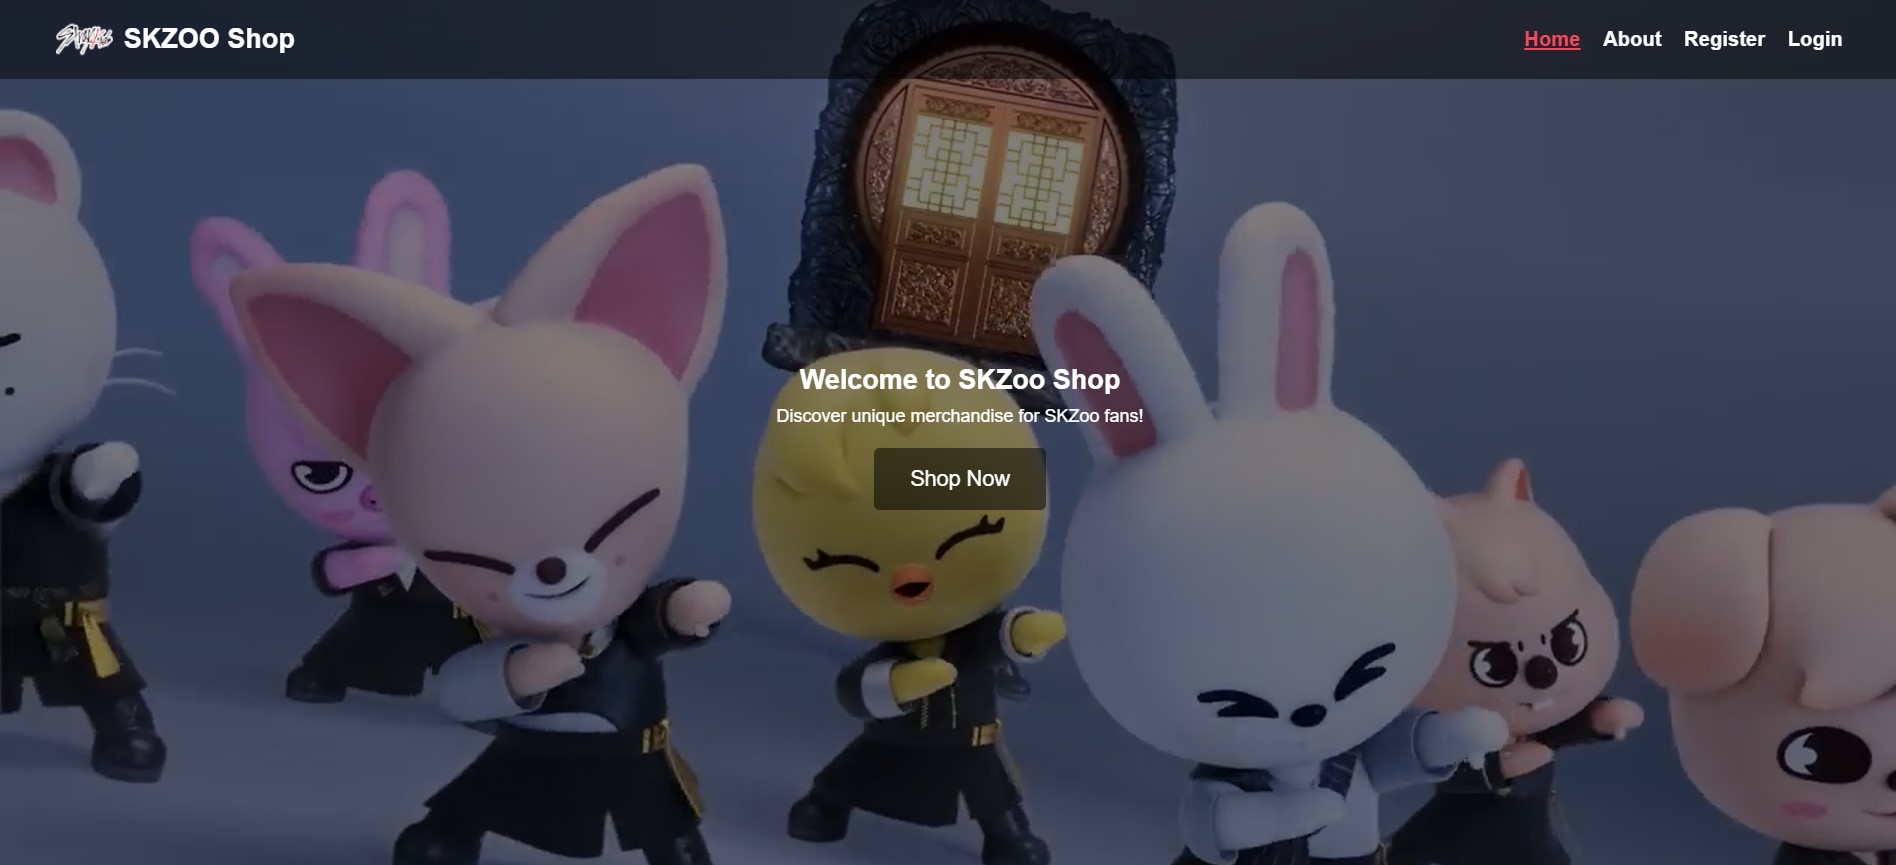 SKZOO Shop
Home About Register Login
Welcome to SKZoo Shop
Discover unique merchandise for SKZoo fans!
Shop Now